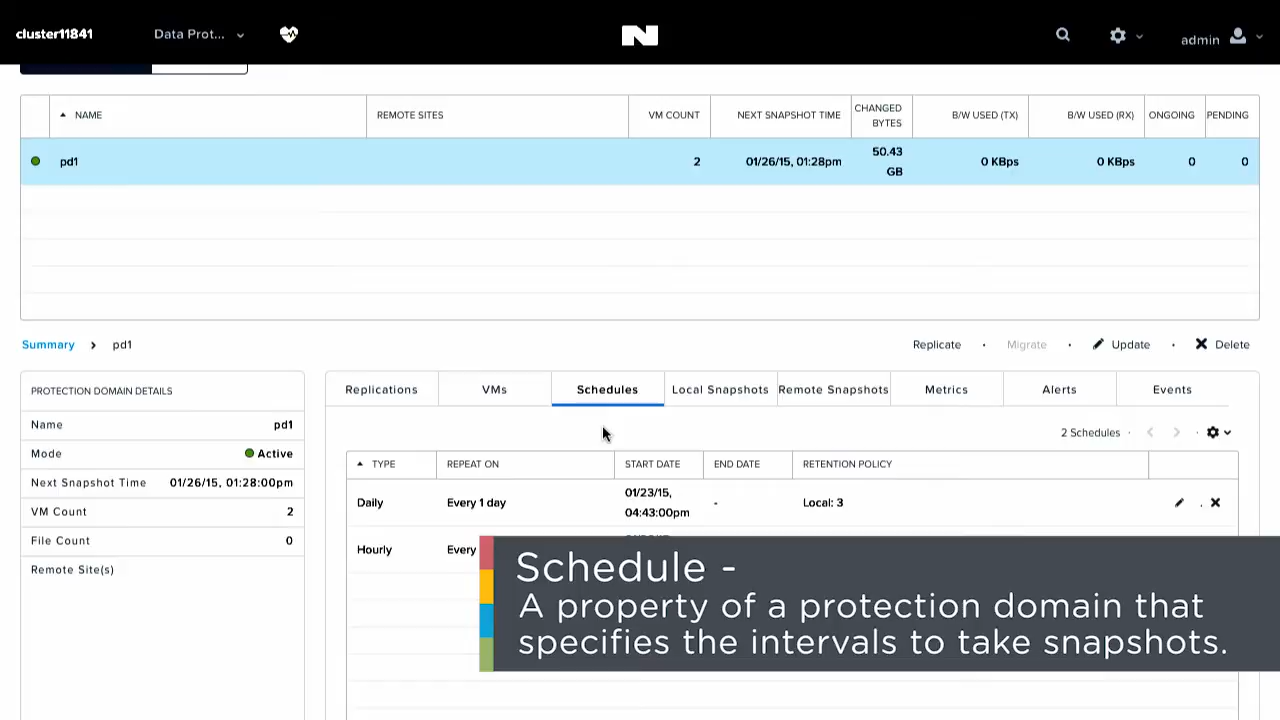 cluster11841
Data Prot...
admin
NAME
REMOTE SITES
VM COUNT
NEXT SNAPSHOT TIME
CHANGED
BYTES
B/W USED (TX)
B/W USED (RX)
ONGOING
PENDING
pd1
2
01/26/15, 01:28pm
50.43
GB
0 KBps
0 KBps
0
0
Summary
pd1
Replicate
Migrate
Update
Delete
PROTECTION DOMAIN DETAILS
Name pd1
Mode Active
Next Snapshot Time 01/26/15, 01:28:00pm
VM Count 2
File Count 0
Remote Site(s)
Replications
VMs
Schedules
Local Snapshots
Remote Snapshots
Metrics
Alerts
Events
2 Schedules
TYPE
REPEAT ON
START DATE
END DATE
RETENTION POLICY
Daily
Every 1 day
01/23/15,
04:43:00pm
-
Local: 3
Hourly
Every
Schedule -
A property of a protection domain that
specifies the intervals to take snapshots.